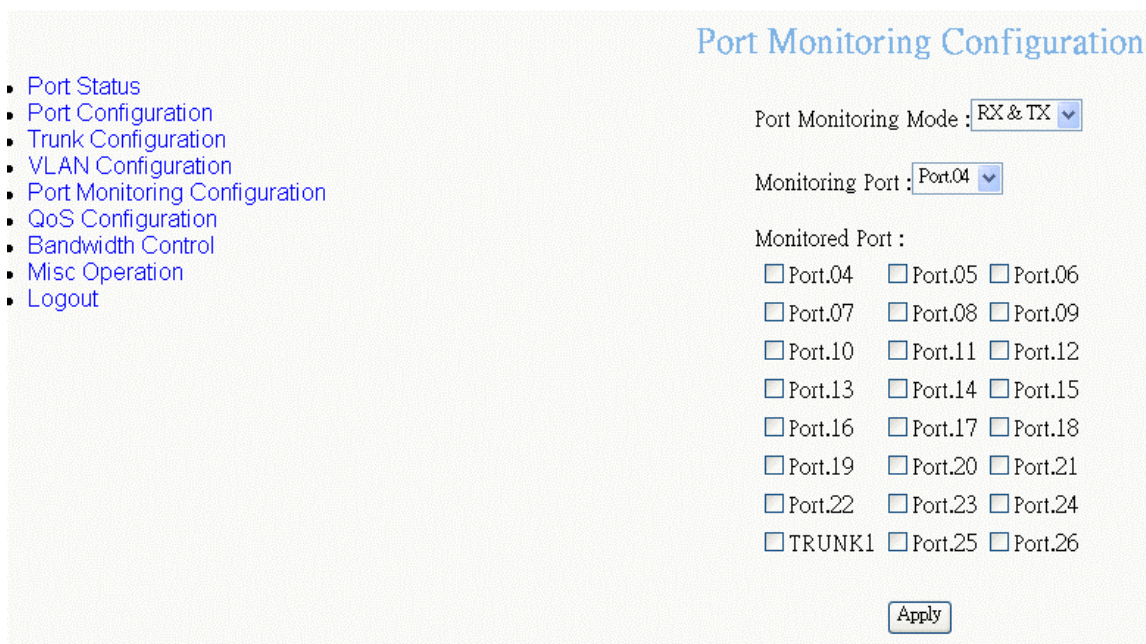 Port Monitoring Configuration
Port Status
Port Configuration
Trunk Configuration
VLAN Configuration
Port Monitoring Configuration
QoS Configuration
Bandwidth Control
Misc Operation
Logout
Port Monitoring Mode : RX & TX
Monitoring Port : Port.04
Monitored Port :
Port.04 Port.05 Port.06
Port.07 Port.08 Port.09
Port.10 Port.11 Port.12
Port.13 Port.14 Port.15
Port.16 Port.17 Port.18
Port.19 Port.20 Port.21
Port.22 Port.23 Port.24
TRUNK1 Port.25 Port.26
Apply